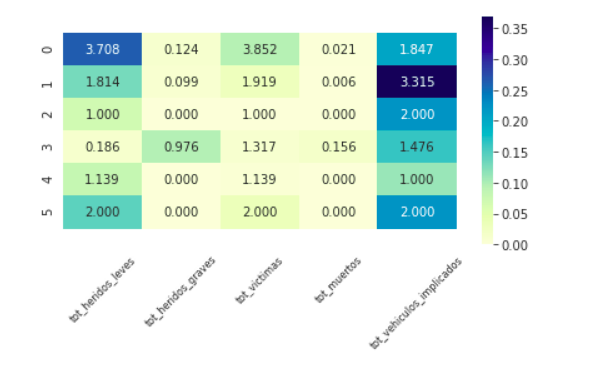 0 3.708 0.124 3.852 0.021 1.847
1 1.814 0.099 1.919 0.006 3.315
2 1.000 0.000 1.000 0.000 2.000
3 0.186 0.976 1.317 0.156 1.476
4 1.139 0.000 1.139 0.000 1.000
5 2.000 0.000 2.000 0.000 2.000
tot_heridos_leves tot_heridos_graves tot_victimas tot_muertos tot_vehiculos_implicados
0.35
0.30
0.25
0.20
0.15
0.10
0.05
0.00